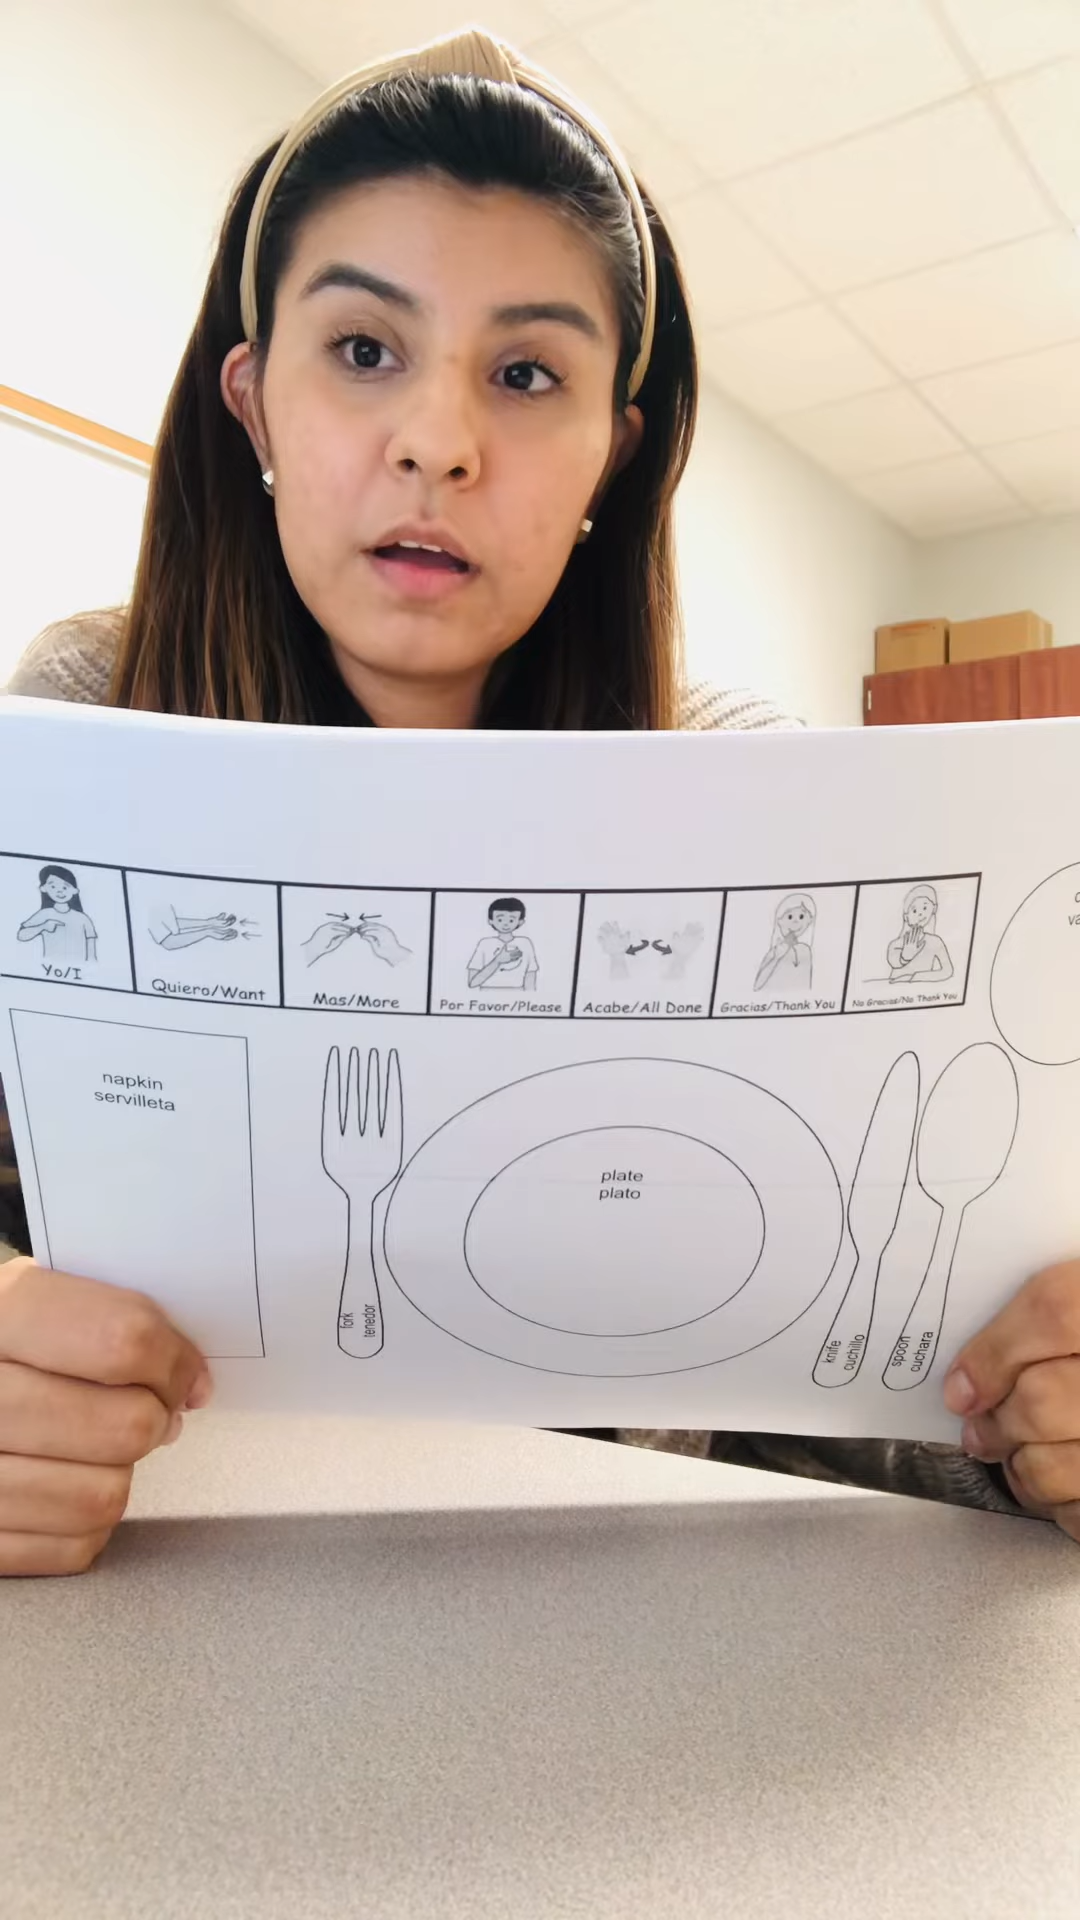 Yo/I
Quiero/Want
Mas/More
Por Favor/Please
Acabe/All Done
Gracias/Thank You
No Gracias/No Thank You
napkin
servilleta
fork
tenedor
plate
plato
knife
cuchillo
spoon
cuchara